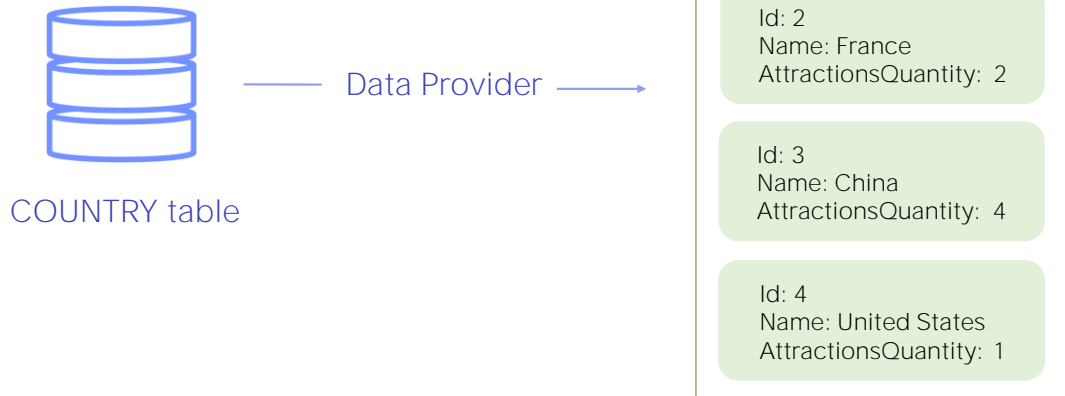 Data Provider
COUNTRY table
Id: 2
Name: France
AttractionsQuantity: 2
Id: 3
Name: China
AttractionsQuantity: 4
Id: 4
Name: United States
AttractionsQuantity: 1